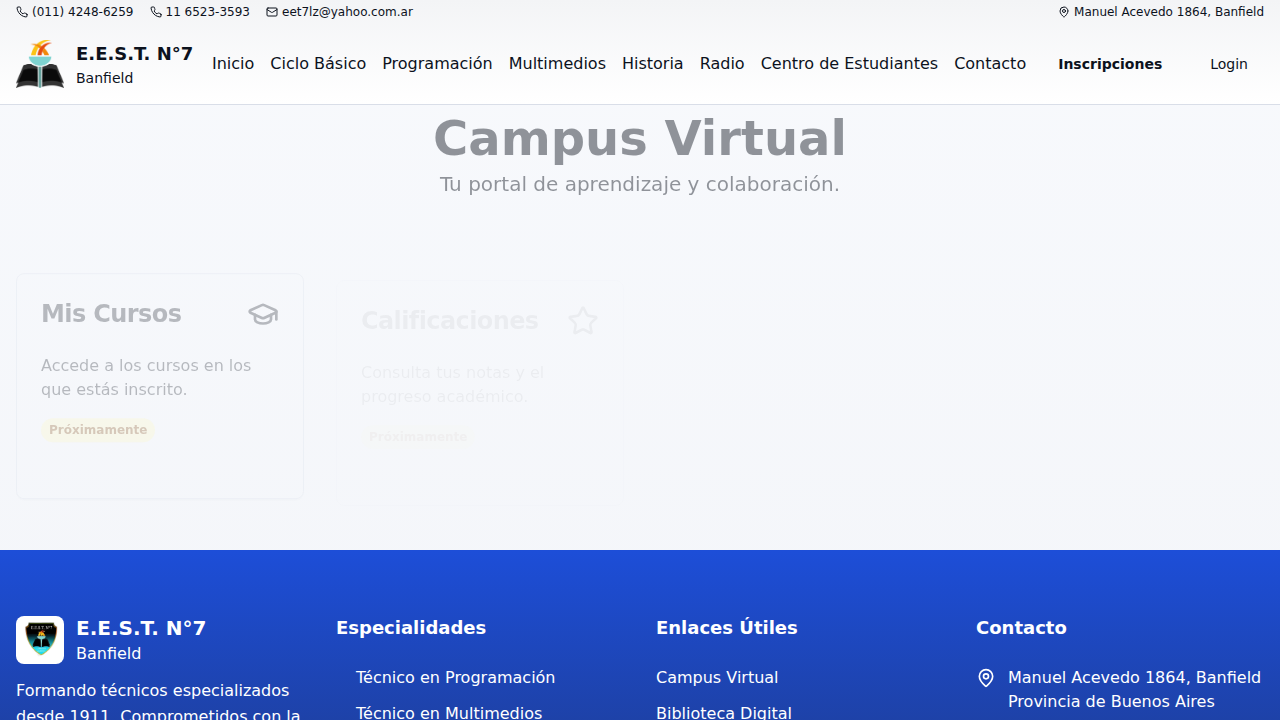 (011) 4248-6259 11 6523-3593 eet7lz@yahoo.com.ar Manuel Acevedo 1864, Banfield
E.E.S.T. N°7
Banfield
Inicio Ciclo Básico Programación Multimedios Historia Radio Centro de Estudiantes Contacto Inscripciones Login
Campus Virtual
Tu portal de aprendizaje y colaboración.
Mis Cursos
Accede a los cursos en los
que estás inscrito.
Próximamente
Calificaciones
Consulta tus notas y el
progreso académico.
Próximamente
E.E.S.T. N°7
Banfield
Formando técnicos especializados
desde 1911. Comprometidos con la
Especialidades
Técnico en Programación
Técnico en Multimedios
Enlaces Útiles
Campus Virtual
Biblioteca Digital
Contacto
Manuel Acevedo 1864, Banfield
Provincia de Buenos Aires